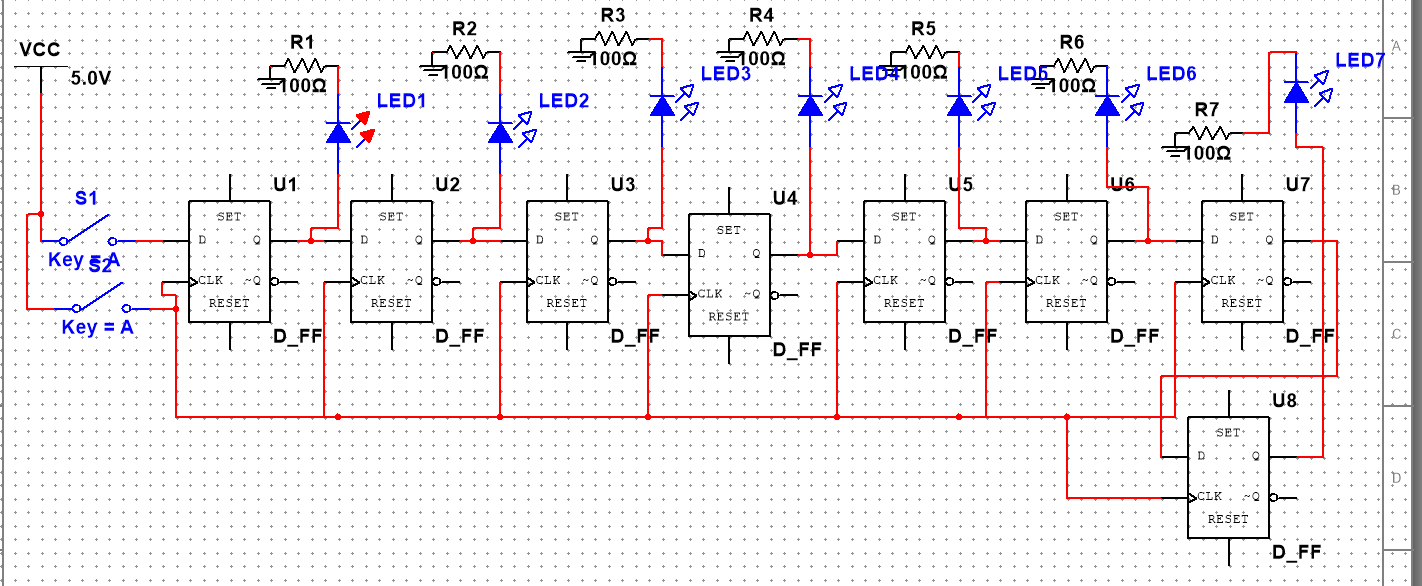 VCC
5.0V
R1
100Ω
R2
100Ω
R3
100Ω
R4
100Ω
R5
100Ω
R6
100Ω
R7
100Ω
LED1
LED2
LED3
LED4
LED5
LED6
LED7
S1
Key = A
S2
Key = A
U1
SET
D Q
CLK ~Q
RESET
D_FF
U2
SET
D Q
CLK ~Q
RESET
D_FF
U3
SET
D Q
CLK ~Q
RESET
D_FF
U4
SET
D Q
CLK ~Q
RESET
D_FF
U5
SET
D Q
CLK ~Q
RESET
D_FF
U6
SET
D Q
CLK ~Q
RESET
D_FF
U7
SET
D Q
CLK ~Q
RESET
D_FF
U8
SET
D Q
CLK ~Q
RESET
D_FF
A
B
C
D